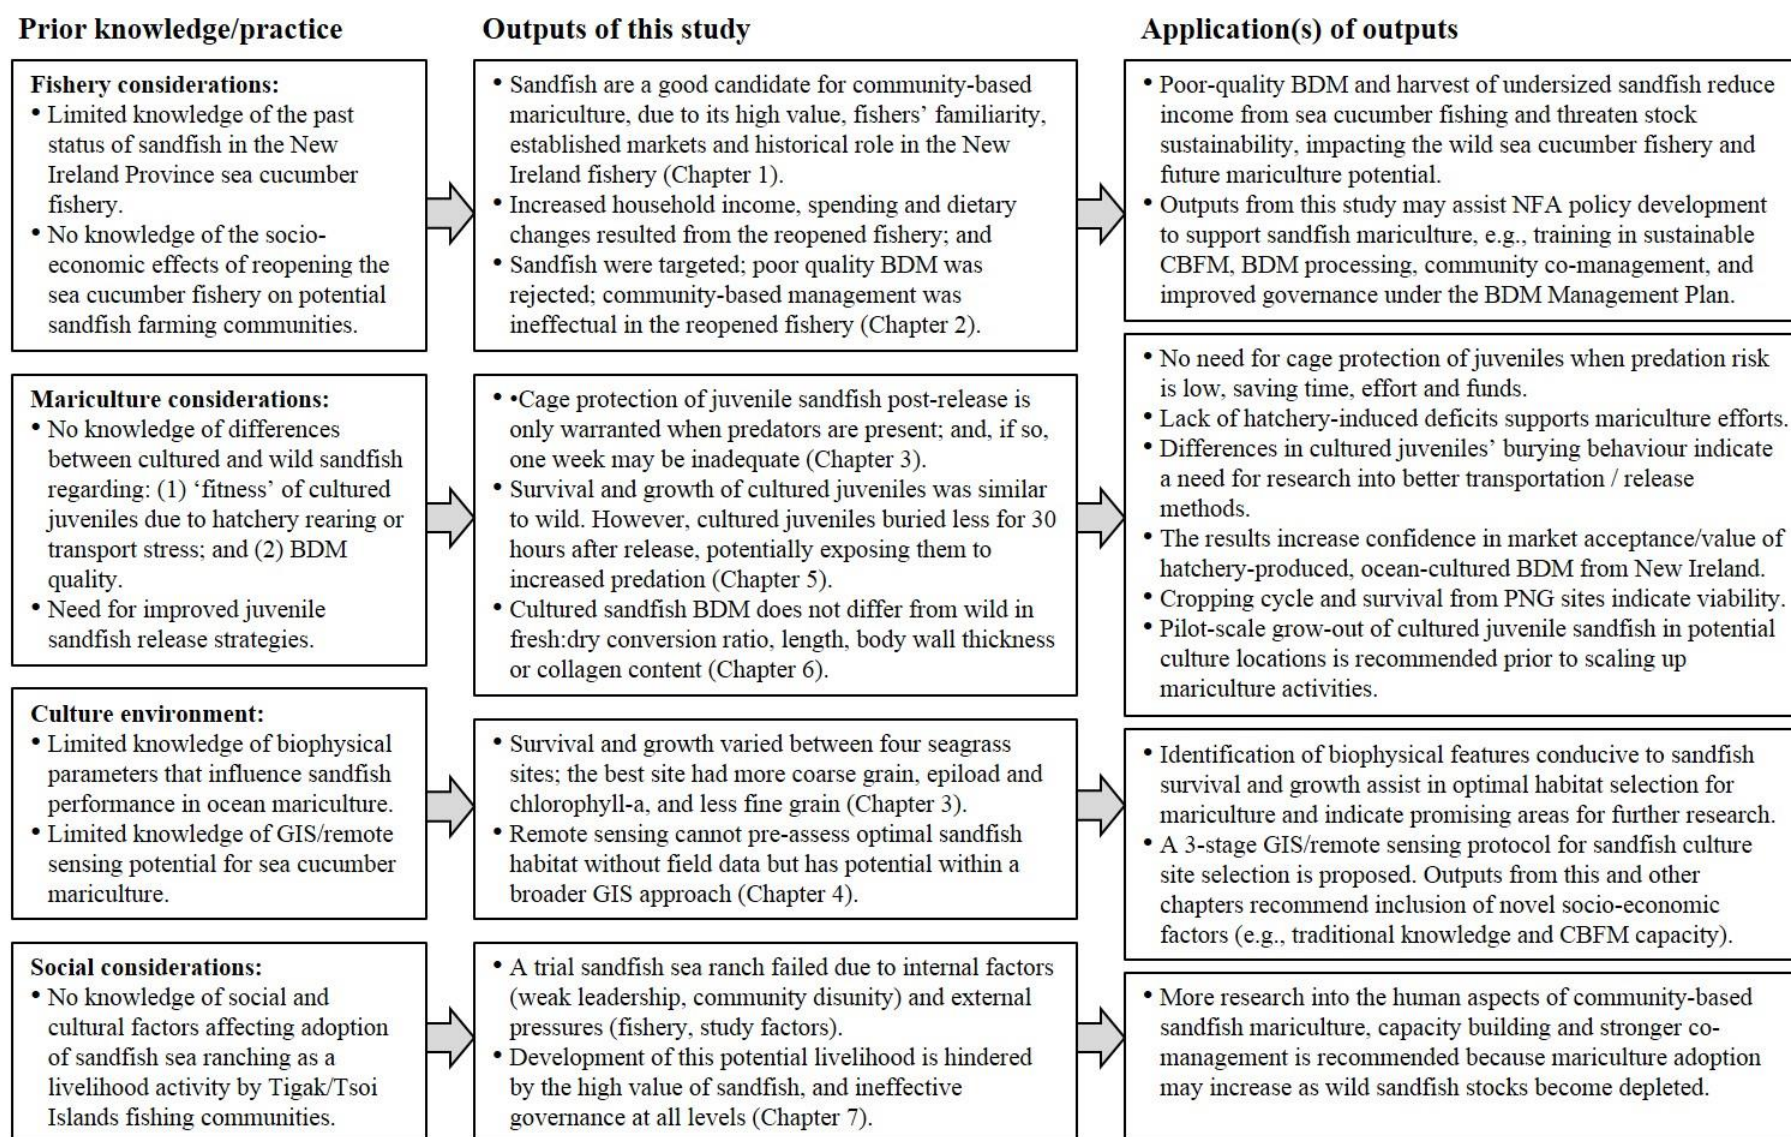 Prior knowledge/practice
Outputs of this study
Application(s) of outputs
Fishery considerations:
• Limited knowledge of the past
status of sandfish in the New
Ireland Province sea cucumber
fishery.
• No knowledge of the socio-
economic effects of reopening the
sea cucumber fishery on potential
sandfish farming communities.
• Sandfish are a good candidate for community-based
mariculture, due to its high value, fishers’ familiarity,
established markets and historical role in the New
Ireland fishery (Chapter 1).
• Increased household income, spending and dietary
changes resulted from the reopened fishery; and
• Sandfish were targeted; poor quality BDM was
rejected; community-based management was
ineffectual in the reopened fishery (Chapter 2).
• Poor-quality BDM and harvest of undersized sandfish reduce
income from sea cucumber fishing and threaten stock
sustainability, impacting the wild sea cucumber fishery and
future mariculture potential.
• Outputs from this study may assist NFA policy development
to support sandfish mariculture, e.g., training in sustainable
CBFM, BDM processing, community co-management, and
improved governance under the BDM Management Plan.
Mariculture considerations:
• No knowledge of differences
between cultured and wild sandfish
regarding: (1) ‘fitness’ of cultured
juveniles due to hatchery rearing or
transport stress; and (2) BDM
quality.
• Need for improved juvenile
sandfish release strategies.
• •Cage protection of juvenile sandfish post-release is
only warranted when predators are present; and, if so,
one week may be inadequate (Chapter 3).
• Survival and growth of cultured juveniles was similar
to wild. However, cultured juveniles buried less for 30
hours after release, potentially exposing them to
increased predation (Chapter 5).
• Cultured sandfish BDM does not differ from wild in
fresh:dry conversion ratio, length, body wall thickness
or collagen content (Chapter 6).
• No need for cage protection of juveniles when predation risk
is low, saving time, effort and funds.
• Lack of hatchery-induced deficits supports mariculture efforts.
• Differences in cultured juveniles’ burying behaviour indicate
a need for research into better transportation / release
methods.
• The results increase confidence in market acceptance/value of
hatchery-produced, ocean-cultured BDM from New Ireland.
• Cropping cycle and survival from PNG sites indicate viability.
• Pilot-scale grow-out of cultured juvenile sandfish in potential
culture locations is recommended prior to scaling up
mariculture activities.
Culture environment:
• Limited knowledge of biophysical
parameters that influence sandfish
performance in ocean mariculture.
• Limited knowledge of GIS/remote
sensing potential for sea cucumber
mariculture.
• Survival and growth varied between four seagrass
sites; the best site had more coarse grain, epiload and
chlorophyll-a, and less fine grain (Chapter 3).
• Remote sensing cannot pre-assess optimal sandfish
habitat without field data but has potential within a
broader GIS approach (Chapter 4).
• Identification of biophysical features conducive to sandfish
survival and growth assist in optimal habitat selection for
mariculture and indicate promising areas for further research.
• A 3-stage GIS/remote sensing protocol for sandfish culture
site selection is proposed. Outputs from this and other
chapters recommend inclusion of novel socio-economic
factors (e.g., traditional knowledge and CBFM capacity).
Social considerations:
• No knowledge of social and
cultural factors affecting adoption
of sandfish sea ranching as a
livelihood activity by Tigak/Tsoi
Islands fishing communities.
• A trial sandfish sea ranch failed due to internal factors
(weak leadership, community disunity) and external
pressures (fishery, study factors).
• Development of this potential livelihood is hindered
by the high value of sandfish, and ineffective
governance at all levels (Chapter 7).
• More research into the human aspects of community-based
sandfish mariculture, capacity building and stronger co-
management is recommended because mariculture adoption
may increase as wild sandfish stocks become depleted.